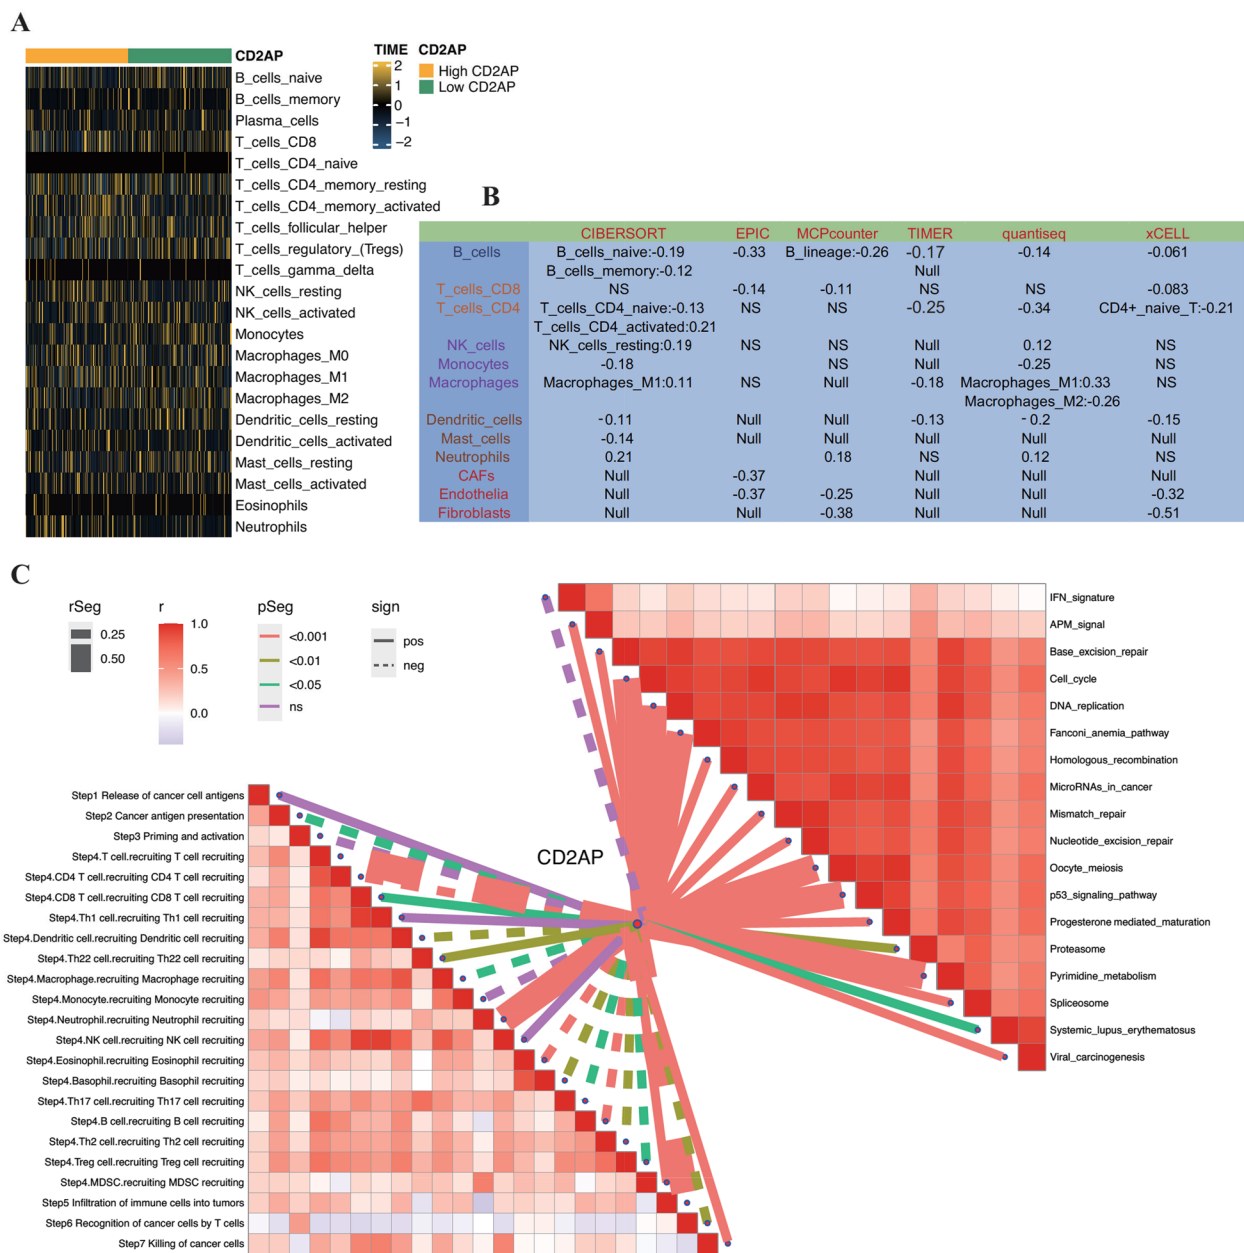 A
CD2AP
B_cells_naive
B_cells_memory
Plasma_cells
T_cells_CD8
T_cells_CD4_naive
T_cells_CD4_memory_resting
T_cells_CD4_memory_activated
T_cells_follicular_helper
T_cells_regulatory_(Tregs)
T_cells_gamma_delta
NK_cells_resting
NK_cells_activated
Monocytes
Macrophages_M0
Macrophages_M1
Macrophages_M2
Dendritic_cells_resting
Dendritic_cells_activated
Mast_cells_resting
Mast_cells_activated
Eosinophils
Neutrophils
TIME
2
1
0
−1
−2
CD2AP
High CD2AP
Low CD2AP
B
CIBERSORT EPIC MCPcounter TIMER quantiseq xCELL
B_cells B_cells_naive:-0.19 -0.33 B_lineage:-0.26 -0.17 -0.14 -0.061
B_cells_memory:-0.12 Null
T_cells_CD8 NS -0.14 -0.11 NS NS -0.083
T_cells_CD4 T_cells_CD4_naive:-0.13 NS NS -0.25 -0.34 CD4+_naive_T:-0.21
T_cells_CD4_activated:0.21
NK_cells NK_cells_resting:0.19 NS NS Null 0.12 NS
Monocytes -0.18 NS Null -0.25 NS
Macrophages Macrophages_M1:0.11 NS Null -0.18 Macrophages_M1:0.33 NS
Macrophages_M2:-0.26
Dendritic_cells -0.11 Null Null -0.13 -0.2 -0.15
Mast_cells -0.14 Null Null Null Null Null
Neutrophils 0.21 0.18 NS 0.12 NS
CAFs Null -0.37 Null Null Null
Endothelia Null -0.37 -0.25 Null Null -0.32
Fibroblasts Null Null -0.38 Null Null -0.51
C
rSeg
0.25
0.50
r
1.0
0.5
0.0
pSeg
<0.001
<0.01
<0.05
ns
sign
pos
neg
IFN_signature
APM_signal
Base_excision_repair
Cell_cycle
DNA_replication
Fanconi_anemia_pathway
Homologous_recombination
MicroRNAs_in_cancer
Mismatch_repair
Nucleotide_excision_repair
Oocyte_meiosis
p53_signaling_pathway
Progesterone mediated_maturation
Proteasome
Pyrimidine_metabolism
Spliceosome
Systemic_lupus_erythematosus
Viral_carcinogenesis
CD2AP
Step1 Release of cancer cell antigens
Step2 Cancer antigen presentation
Step3 Priming and activation
Step4.T cell.recruiting T cell recruiting
Step4.CD4 T cell.recruiting CD4 T cell recruiting
Step4.CD8 T cell.recruiting CD8 T cell recruiting
Step4.Th1 cell.recruiting Th1 cell recruiting
Step4.Dendritic cell.recruiting Dendritic cell recruiting
Step4.Th22 cell.recruiting Th22 cell recruiting
Step4.Macrophage.recruiting Macrophage recruiting
Step4.Monocyte.recruiting Monocyte recruiting
Step4.Neutrophil.recruiting Neutrophil recruiting
Step4.NK cell.recruiting NK cell recruiting
Step4.Eosinophil.recruiting Eosinophil recruiting
Step4.Basophil.recruiting Basophil recruiting
Step4.Th17 cell.recruiting Th17 cell recruiting
Step4.B cell.recruiting B cell recruiting
Step4.Th2 cell.recruiting Th2 cell recruiting
Step4.Treg cell.recruiting Treg cell recruiting
Step4.MDSC.recruiting MDSC recruiting
Step5 Infiltration of immune cells into tumors
Step6 Recognition of cancer cells by T cells
Step7 Killing of cancer cells